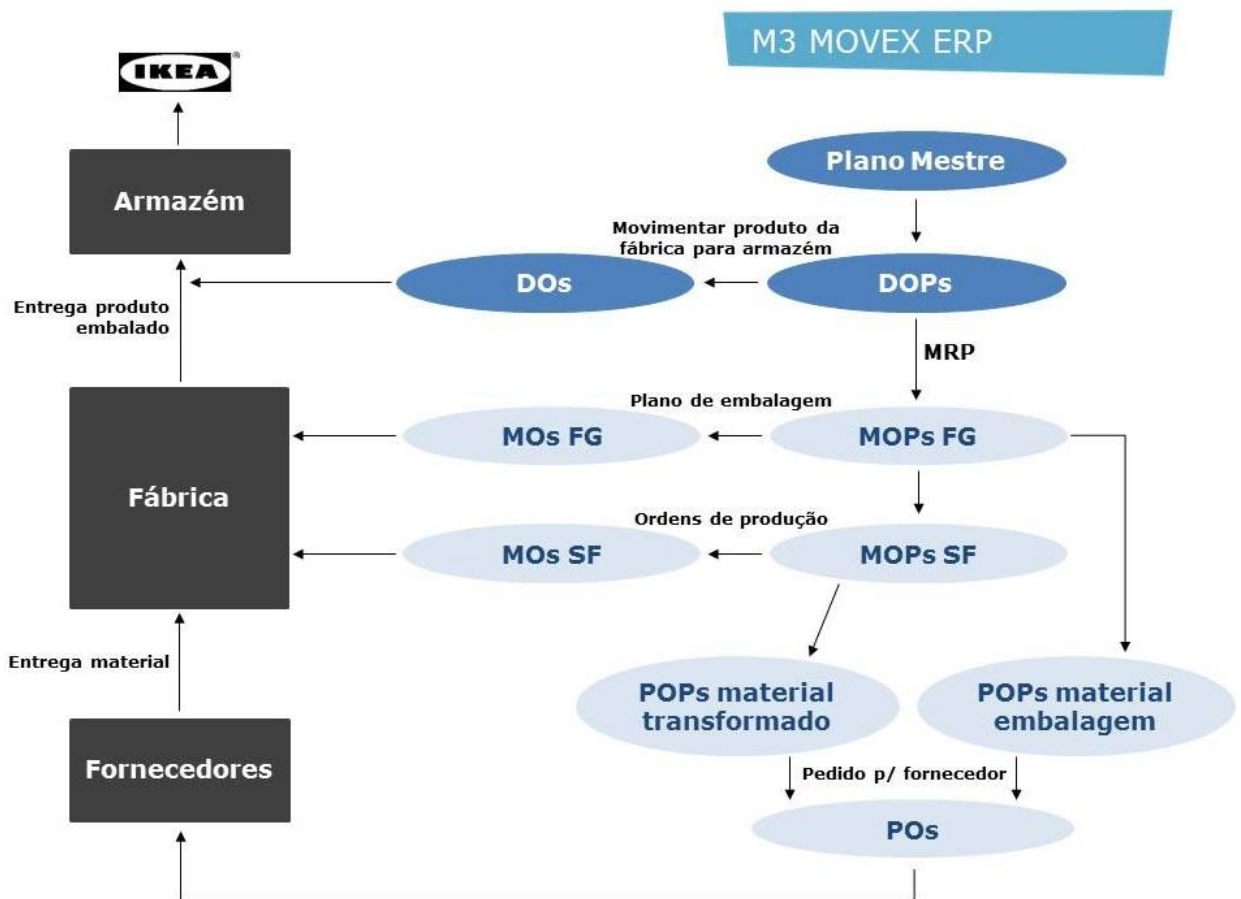 M3 MOVEX ERP
IKEA
®
Armazém
Plano Mestre
Movimentar produto da
fábrica para armazém
DOs
DOPs
Entrega produto
embalado
MRP
Plano de embalagem
MOs FG
MOPs FG
Fábrica
Ordens de produção
MOs SF
MOPs SF
Entrega material
POPs material
transformado
POPs material
embalagem
Fornecedores
Pedido p/ fornecedor
POs